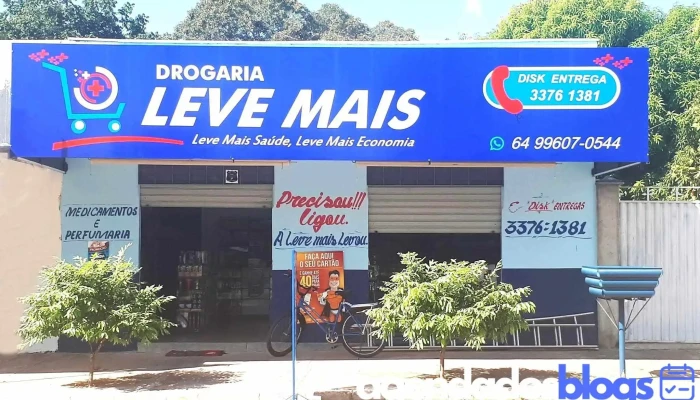 DROGARIA
LEVE MAIS
Leve Mais Saúde, Leve Mais Economia
DISK ENTREGA
3376 1381
64 99607-0544
MEDICAMENTOS
E
PERFUMARIA
Precisou!!!
ligou.
A Leve mais Levou.
"DISK" ENTREGAS
3376-1381
FAÇA AQUI
O SEU CARTÃO
40
blogs